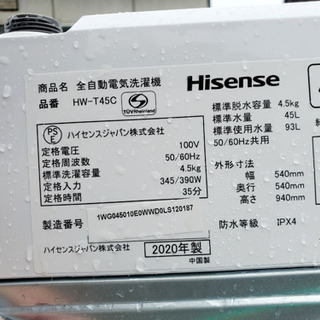 商品 全自動電気洗濯機
品番 HW-T45C
TÜVRheinland
PS
E
ハイセンスジャパン株式会社
定格電圧 100V
定格周波数 50/60Hz
標準洗濯容量 4.5kg
定格入力 345/390W
定格時間 35分
製造番号 1WG045010E0WWD0LS120187
ハイセンスジャパン株式会社 2020年製
中国製
Hisense
標準脱水容量 4.5kg
標準水量 45L
標準使用水量 93L
50/60Hz共用
外形寸法
幅 540mm
奥行 540mm
高さ 940mm
防水等級 IPX4